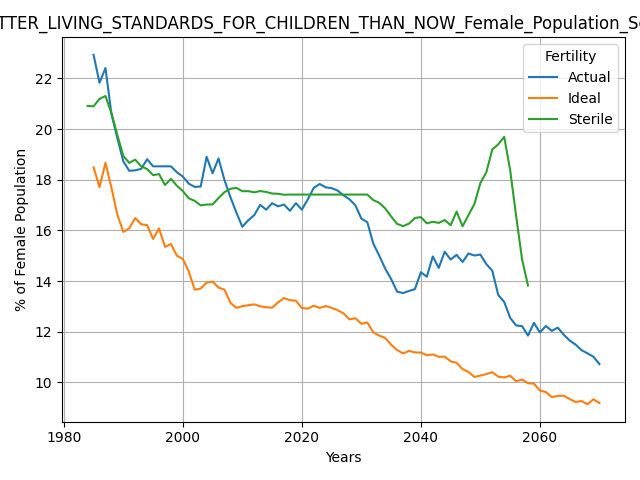 TTER_LIVING_STANDARDS_FOR_CHILDREN_THAN_NOW_Female_Population_S
Fertility
Actual
Ideal
Sterile
% of Female Population
22
20
18
16
14
12
10
1980 2000 2020 2040 2060
Years